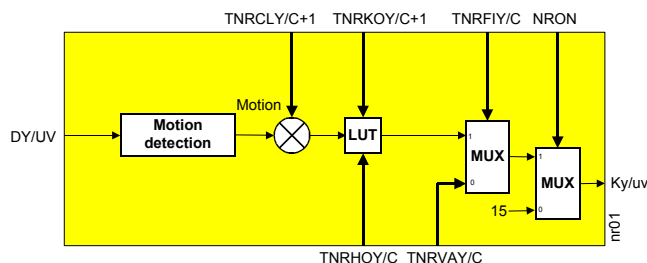 TNRCLY/C+1 TNRKOY/C+1 TNRFIY/C NRON
Motion
DY/UV
Motion
detection
LUT
1
MUX
0
1
MUX
0
15
Ky/uv
nr01
TNRHOY/C TNRVAY/C